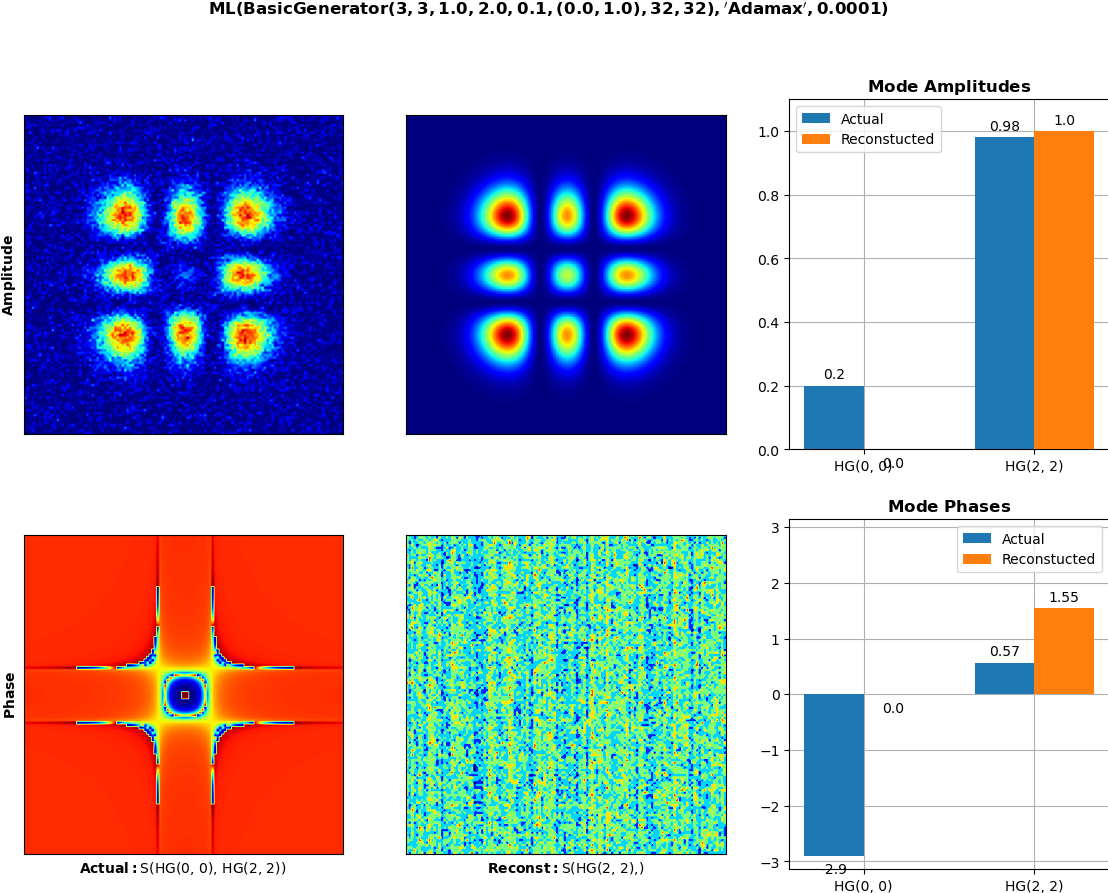 ML(BasicGenerator(3, 3, 1.0, 2.0, 0.1, (0.0, 1.0), 32, 32), 'Adamax', 0.0001)
Amplitude
Mode Amplitudes
Actual
Reconstucted
1.0
0.8
0.6
0.4
0.2
0.0
0.2
0.0
0.98
1.0
HG(0, 0)
HG(2, 2)
Phase
Actual: S(HG(0, 0), HG(2, 2))
Reconst: S(HG(2, 2),)
Mode Phases
Actual
Reconstucted
3
2
1
0
−1
−2
−3
2.9
0.0
0.57
1.55
HG(0, 0)
HG(2, 2)